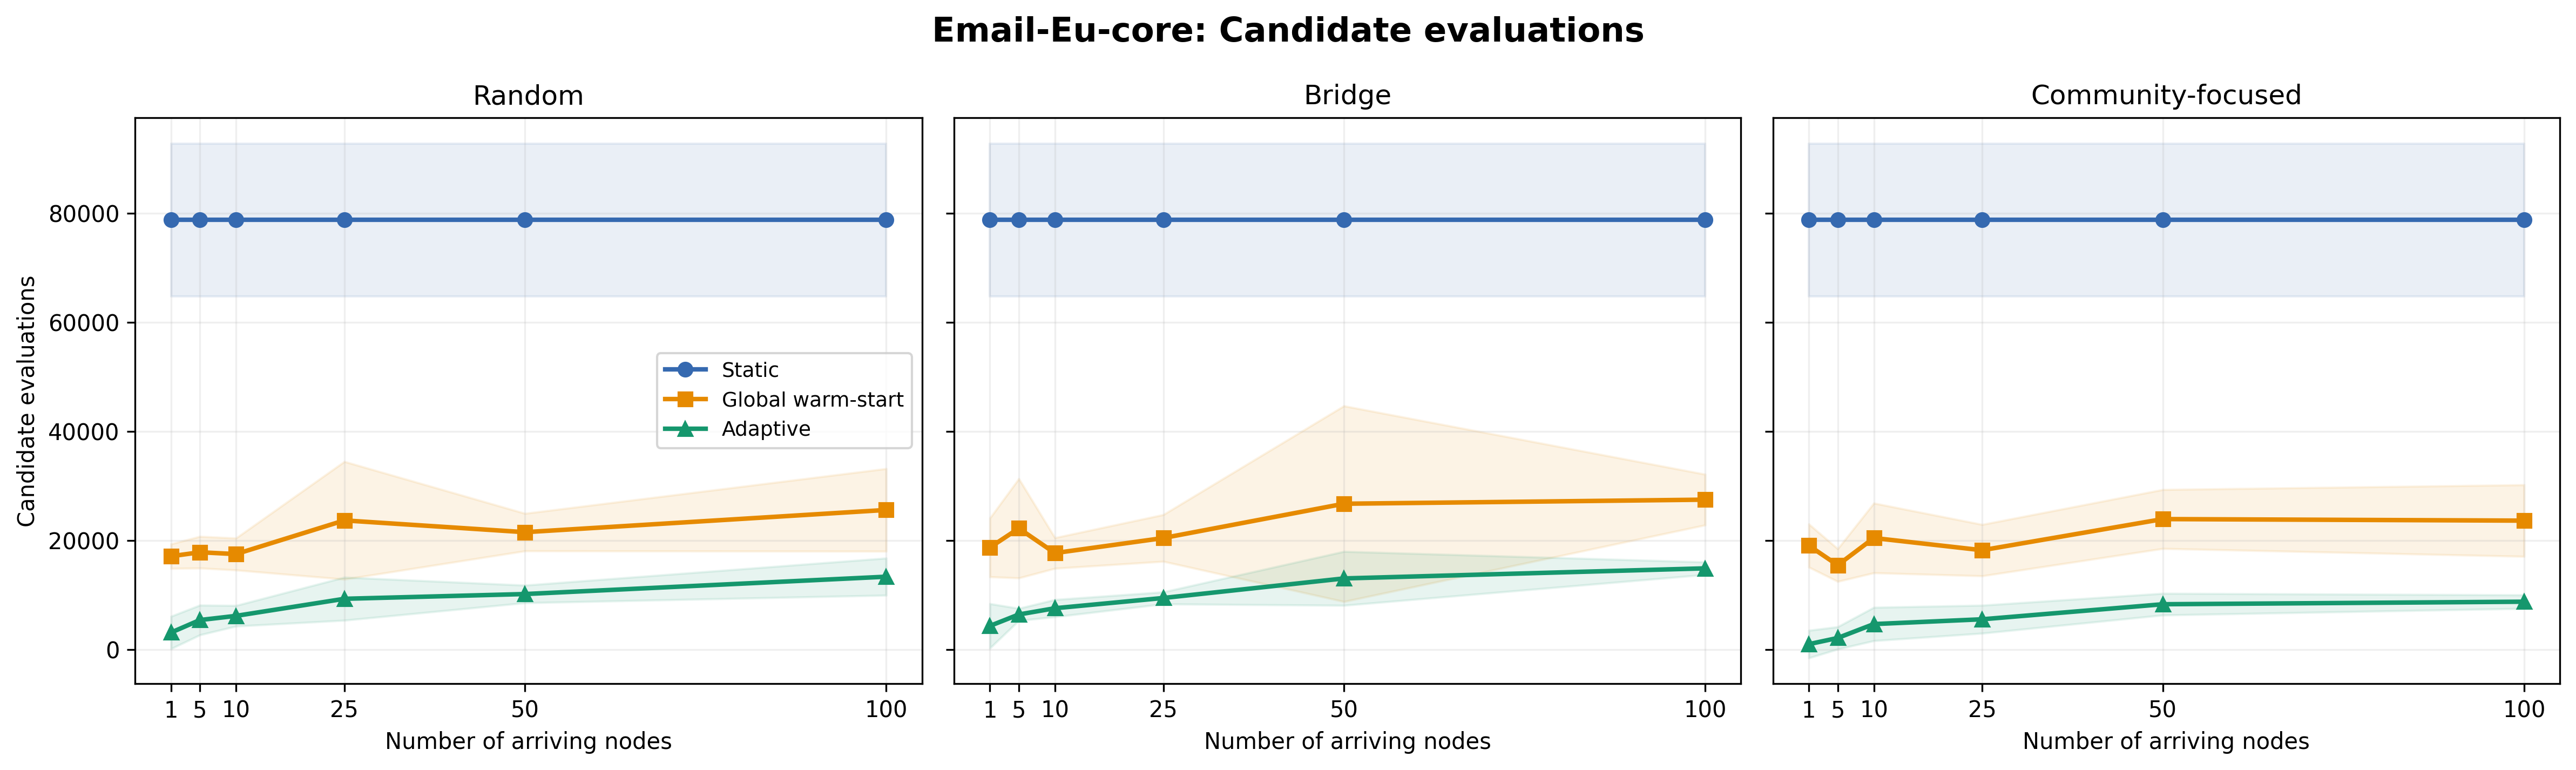 Email-Eu-core: Candidate evaluations
Random
Bridge
Community-focused
Candidate evaluations
80000
60000
40000
20000
0
Static
Global warm-start
Adaptive
1 5 10 25 50 100
1 5 10 25 50 100
1 5 10 25 50 100
Number of arriving nodes
Number of arriving nodes
Number of arriving nodes